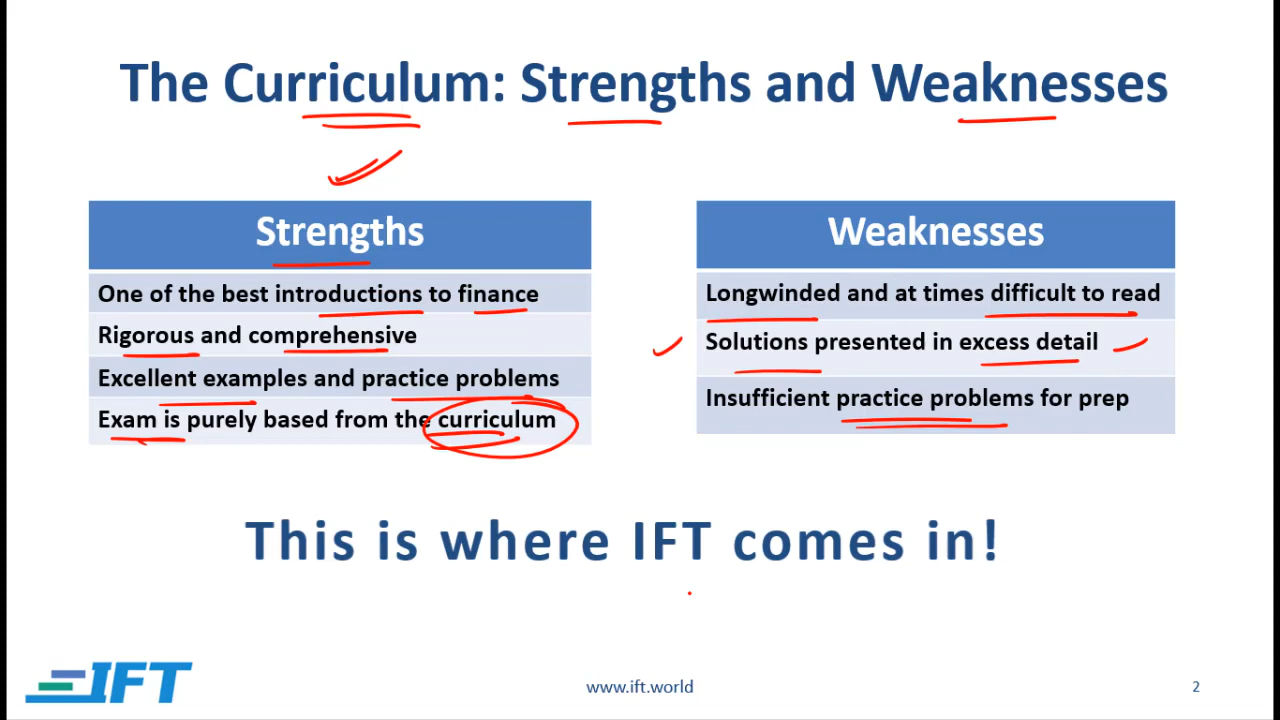 The Curriculum: Strengths and Weaknesses
Strengths
One of the best introductions to finance
Rigorous and comprehensive
Excellent examples and practice problems
Exam is purely based from the curriculum
Weaknesses
Longwinded and at times difficult to read
Solutions presented in excess detail
Insufficient practice problems for prep
This is where IFT comes in!
IFT
www.ift.world
2